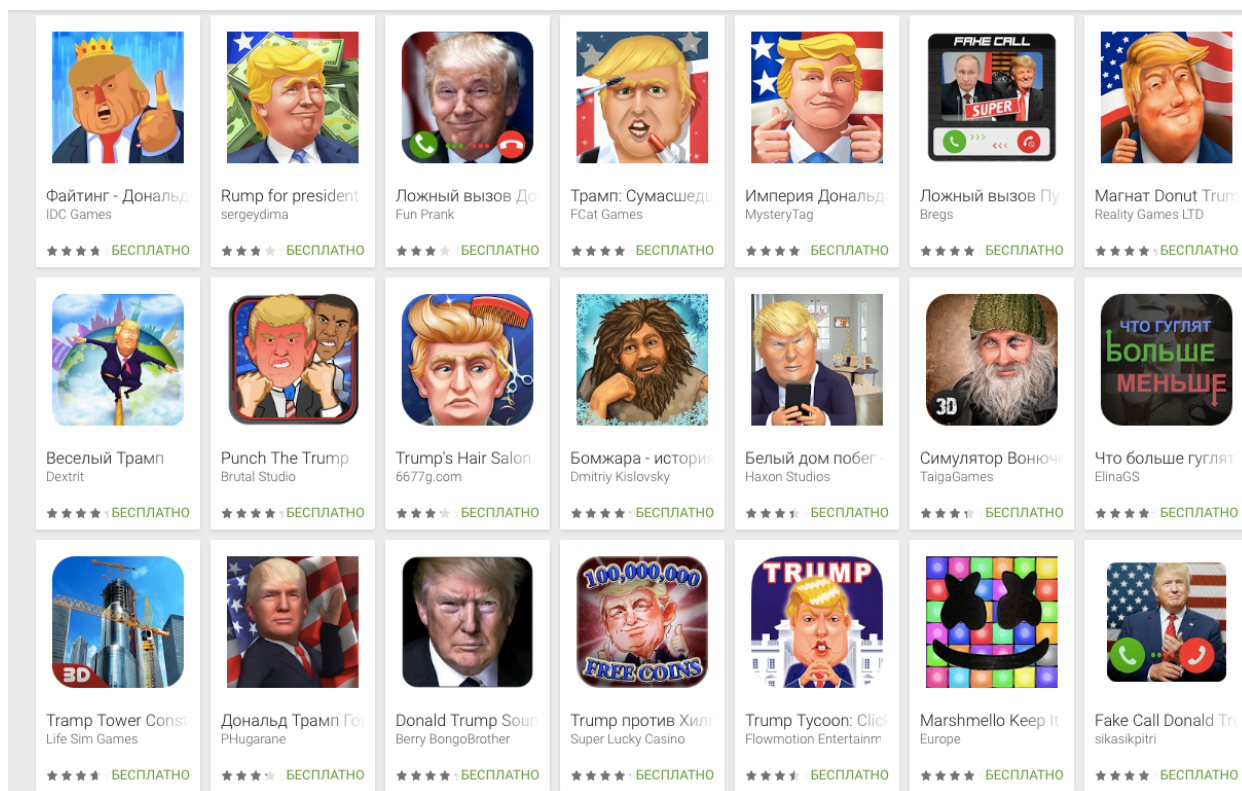 FAKE CALL
SUPER
Файтинг - Дональд
Rump for president
Ложный вызов До
Трамп: Сумасшедш
Империя Дональд
Ложный вызов Пу
Магнат Donut Trum
IDC Games
sergeydima
Fun Prank
FCat Games
MysteryTag
Bregs
Reality Games LTD
БЕСПЛАТНО
БЕСПЛАТНО
БЕСПЛАТНО
БЕСПЛАТНО
БЕСПЛАТНО
БЕСПЛАТНО
БЕСПЛАТНО
3D
ЧТО ГУГЛЯТ
БОЛЬШЕ
МЕНЬШЕ
Веселый Трамп
Punch The Trump
Trump's Hair Salon
Бомжара - история
Белый дом побег -
Симулятор Вонюче
Что больше гуглят
Dextrit
Brutal Studio
6677g.com
Dmitriy Kislovsky
Haxon Studios
TaigaGames
ElinaGS
БЕСПЛАТНО
БЕСПЛАТНО
БЕСПЛАТНО
БЕСПЛАТНО
БЕСПЛАТНО
БЕСПЛАТНО
БЕСПЛАТНО
3D
100,000,000
FREE COINS
TRUMP
Tramp Tower Const
Дональд Трамп Го
Donald Trump Soun
Trump против Хил
Trump Tycoon: Click
Marshmello Keep It
Fake Call Donald Tr
Life Sim Games
PHugarane
Berry BongoBrother
Super Lucky Casino
Flowmotion Entertainm
Europe
sikasikpitri
БЕСПЛАТНО
БЕСПЛАТНО
БЕСПЛАТНО
БЕСПЛАТНО
БЕСПЛАТНО
БЕСПЛАТНО
БЕСПЛАТНО